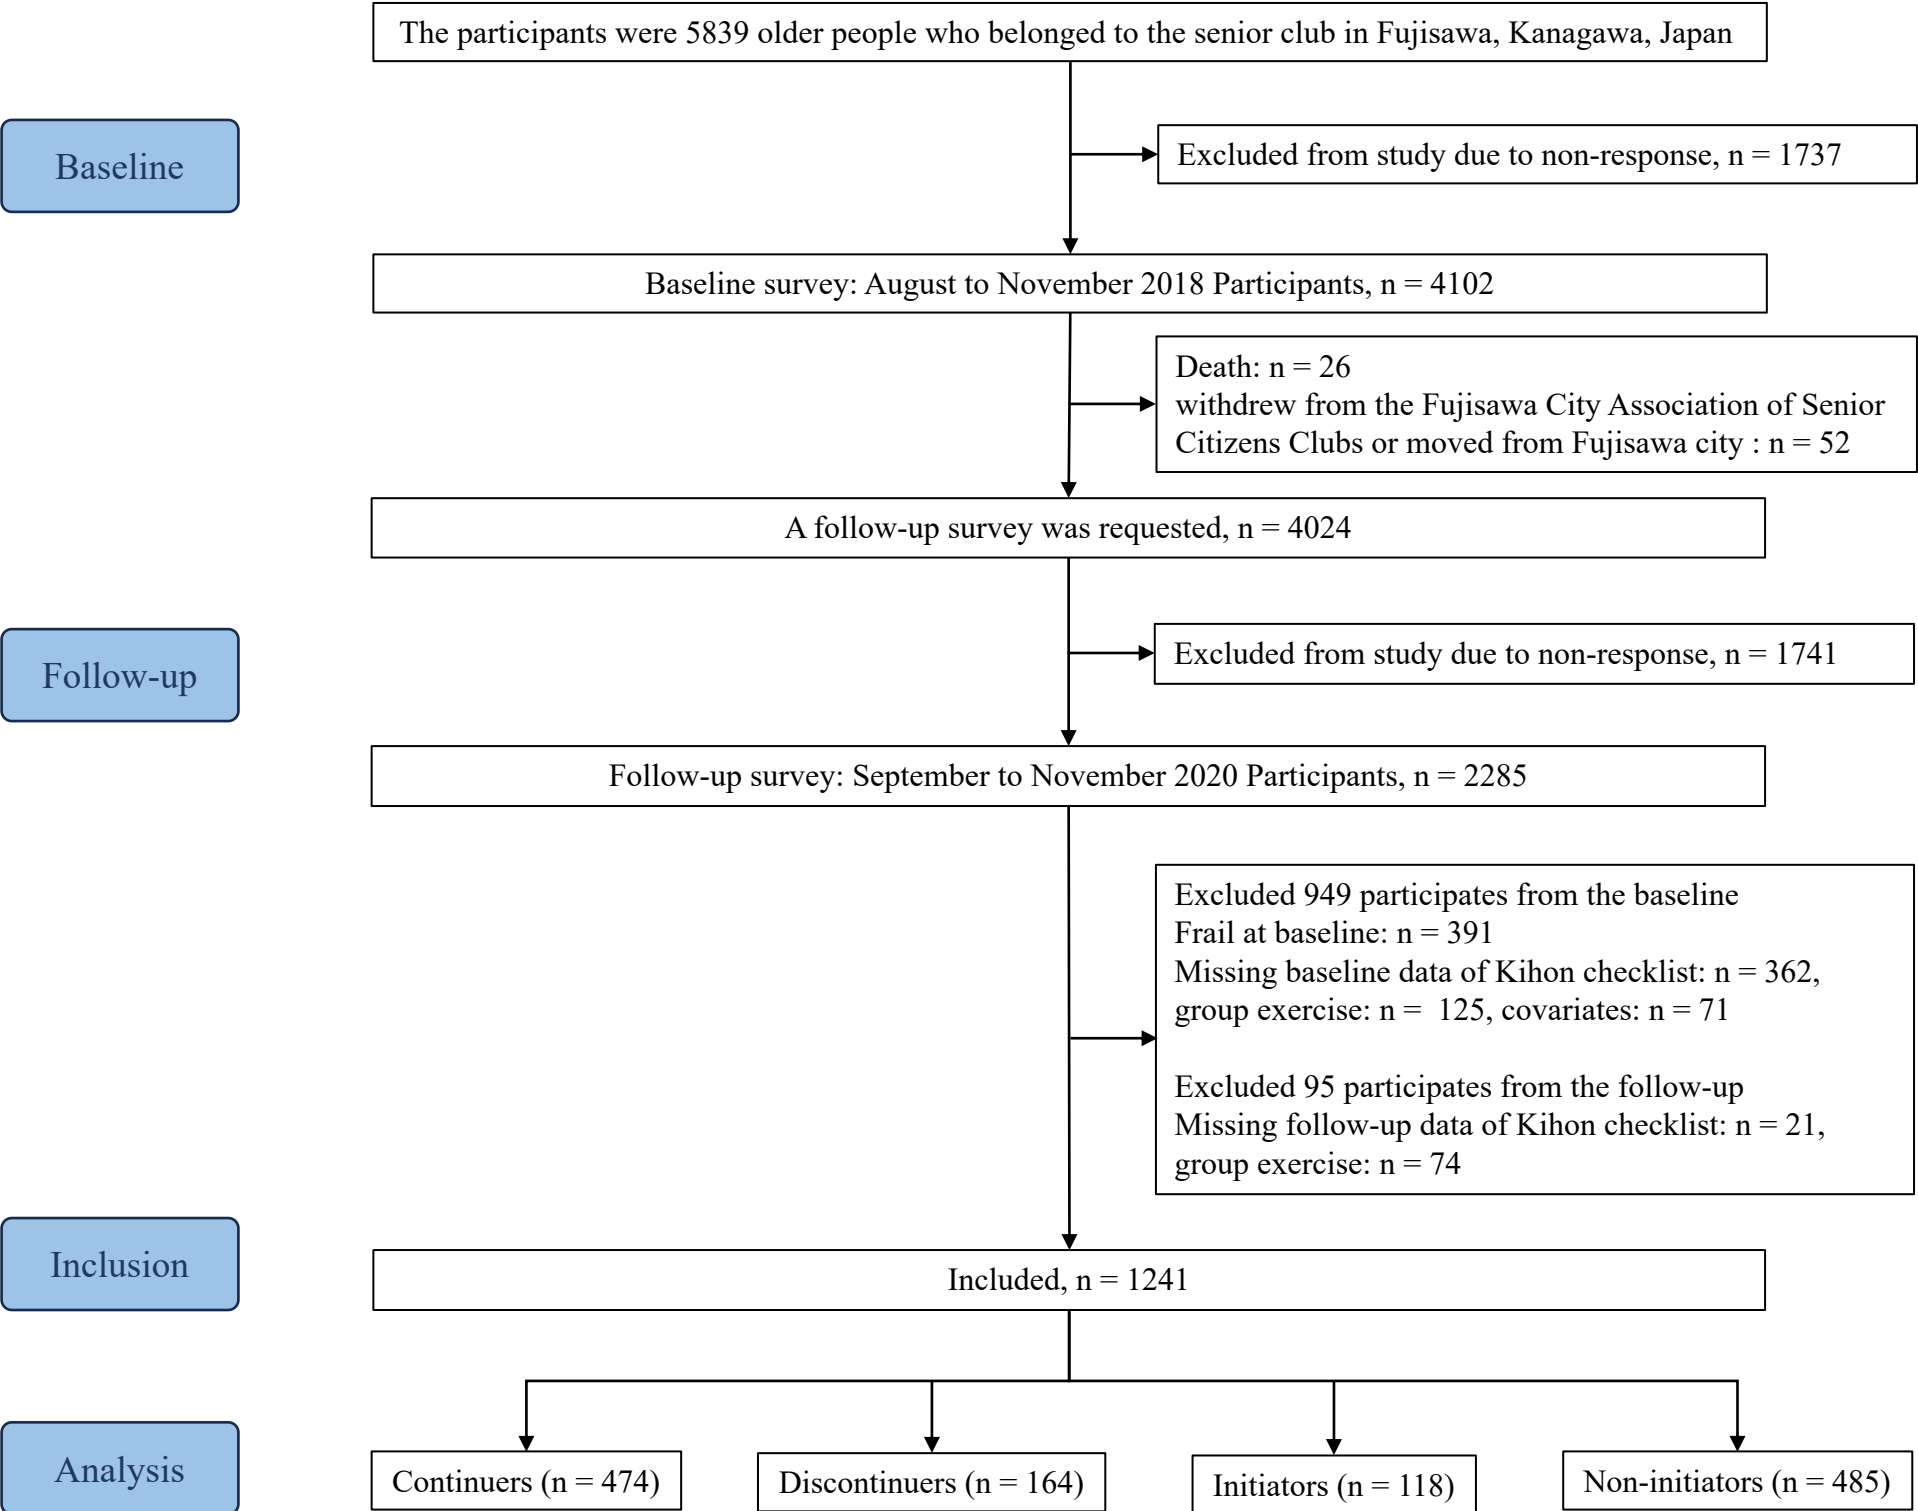 The participants were 5839 older people who belonged to the senior club in Fujisawa, Kanagawa, Japan
Baseline
Excluded from study due to non-response, n = 1737
Baseline survey: August to November 2018 Participants, n = 4102
Death: n = 26
withdrew from the Fujisawa City Association of Senior
Citizens Clubs or moved from Fujisawa city : n = 52
A follow-up survey was requested, n = 4024
Follow-up
Excluded from study due to non-response, n = 1741
Follow-up survey: September to November 2020 Participants, n = 2285
Excluded 949 participates from the baseline
Frail at baseline: n = 391
Missing baseline data of Kihon checklist: n = 362,
group exercise: n =  125, covariates: n = 71
Excluded 95 participates from the follow-up
Missing follow-up data of Kihon checklist: n = 21,
group exercise: n = 74
Inclusion
Included, n = 1241
Analysis
Continuers (n = 474)
Discontinuers (n = 164)
Initiators (n = 118)
Non-initiators (n = 485)